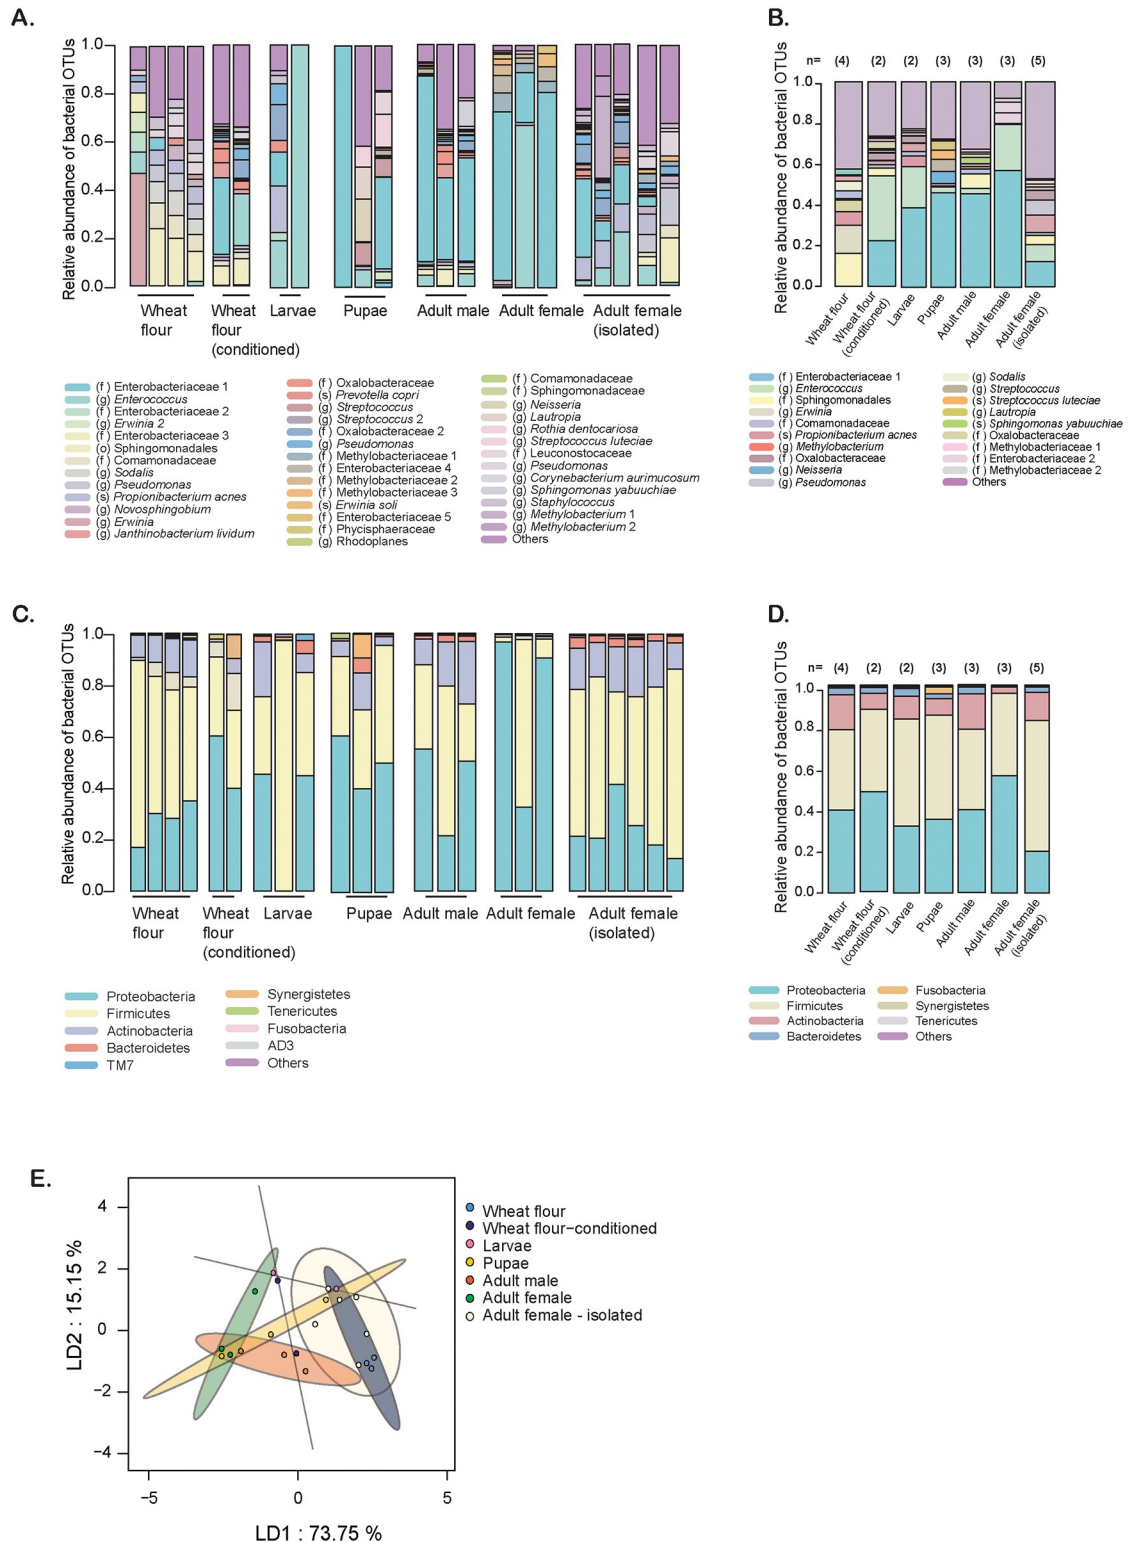 A.
Relative abundance of bacterial OTUs
1.0
0.8
0.6
0.4
0.2
0.0
Wheat
flour
Wheat
flour
(conditioned)
Larvae
Pupae
Adult male
Adult female
Adult female
(isolated)
(f ) Enterobacteriaceae 1
(g) Enterococcus
(f ) Enterobacteriaceae 2
(g) Erwinia 2
(f ) Enterobacteriaceae 3
(o) Sphingomonadales
(f ) Comamonadaceae
(g) Sodalis
(g) Pseudomonas
(s) Propionibacterium acnes
(g) Novosphingobium
(g) Erwinia
(g) Janthinobacterium lividum
(f ) Oxalobacteraceae
(s) Prevotella copri
(g) Streptococcus
(g) Streptococcus 2
(f ) Oxalobacteraceae 2
(g) Pseudomonas
(f ) Methylobacteriaceae 1
(f ) Enterobacteriaceae 4
(f ) Methylobacteriaceae 2
(f ) Methylobacteriaceae 3
(s) Erwinia soli
(f ) Enterobacteriaceae 5
(f ) Phycisphaeraceae
(g) Rhodoplanes
(f ) Comamonadaceae
(f ) Sphingomonadaceae
(g) Neisseria
(g) Lautropia
(g) Rothia dentocariosa
(g) Streptococcus luteciae
(f ) Leuconostocaceae
(g) Pseudomonas
(g) Corynebacterium aurimucosum
(g) Sphingomonas yabuuchiae
(g) Staphylococcus
(g) Methylobacterium 1
(g) Methylobacterium 2
Others
B.
Relative abundance of bacterial OTUs
n= (4) (2) (2) (3) (3) (3) (5)
1.0
0.8
0.6
0.4
0.2
0.0
Wheat flour
Wheat flour
(conditioned)
Larvae
Pupae
Adult male
Adult female
Adult female
(isolated)
(f ) Enterobacteriaceae 1
(g) Enterococcus
(f ) Sphingomonadales
(g) Erwinia
(f ) Comamonadaceae
(s) Propionibacterium acnes
(g) Methylobacterium
(f ) Oxalobacteraceae
(g) Neisseria
(g) Pseudomonas
(g) Sodalis
(g) Streptococcus
(s) Streptococcus luteciae
(g) Lautropia
(s) Sphingomonas yabuuchiae
(f ) Oxalobacteraceae
(f ) Methylobacteriaceae 1
(f ) Enterobacteriaceae 2
(f ) Methylobacteriaceae 2
Others
C.
Relative abundance of bacterial OTUs
1.0
0.8
0.6
0.4
0.2
0.0
Wheat
flour
Wheat
flour
(conditioned)
Larvae
Pupae
Adult male
Adult female
Adult female
(isolated)
Proteobacteria
Firmicutes
Actinobacteria
Bacteroidetes
TM7
Synergistetes
Tenericutes
Fusobacteria
AD3
Others
D.
Relative abundance of bacterial OTUs
n= (4) (2) (2) (3) (3) (3) (5)
1.0
0.8
0.6
0.4
0.2
0.0
Wheat flour
Wheat flour
(conditioned)
Larvae
Pupae
Adult male
Adult female
Adult female
(isolated)
Proteobacteria
Firmicutes
Actinobacteria
Bacteroidetes
Fusobacteria
Synergistetes
Tenericutes
Others
E.
LD2 : 15.15 %
4
2
0
−2
−4
−5
0
5
LD1 : 73.75 %
Wheat flour
Wheat flour−conditioned
Larvae
Pupae
Adult male
Adult female
Adult female - isolated